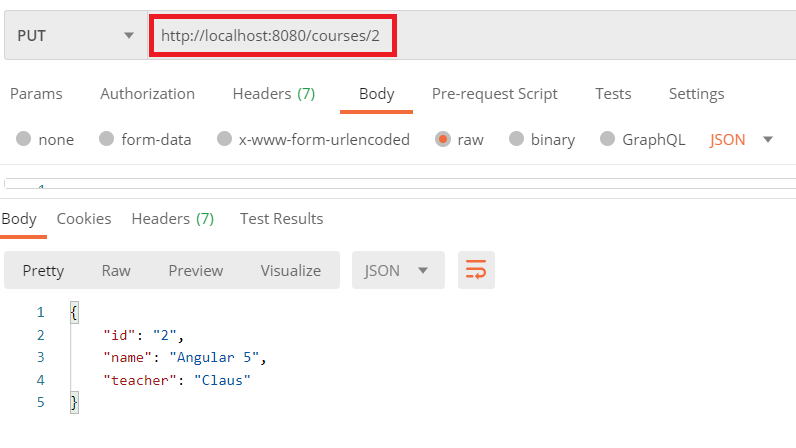 PUT http://localhost:8080/courses/2
Params Authorization Headers (7) Body Pre-request Script Tests Settings
none form-data x-www-form-urlencoded raw binary GraphQL JSON
Body Cookies Headers (7) Test Results
Pretty Raw Preview Visualize JSON
1 {
2 "id": "2",
3 "name": "Angular 5",
4 "teacher": "Claus"
5 }